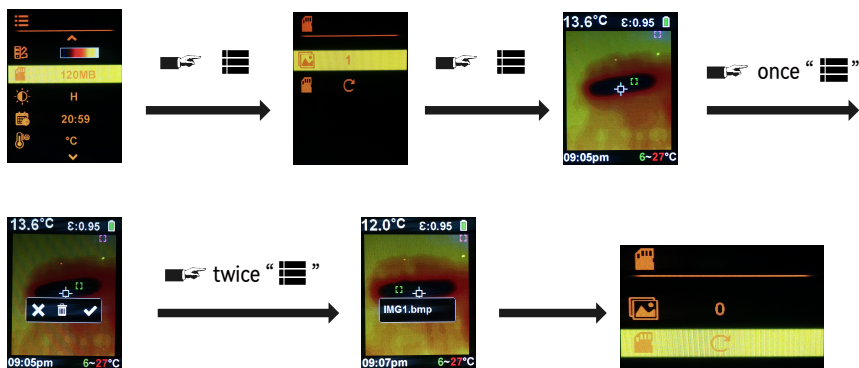 120MB
H
20:59
°C
1
13.6°C ε:0.95
09:05pm 6~27°C
once “ ”
13.6°C ε:0.95
09:05pm 6~27°C
twice “ ”
12.0°C ε:0.95
IMG1.bmp
09:07pm 6~27°C
0